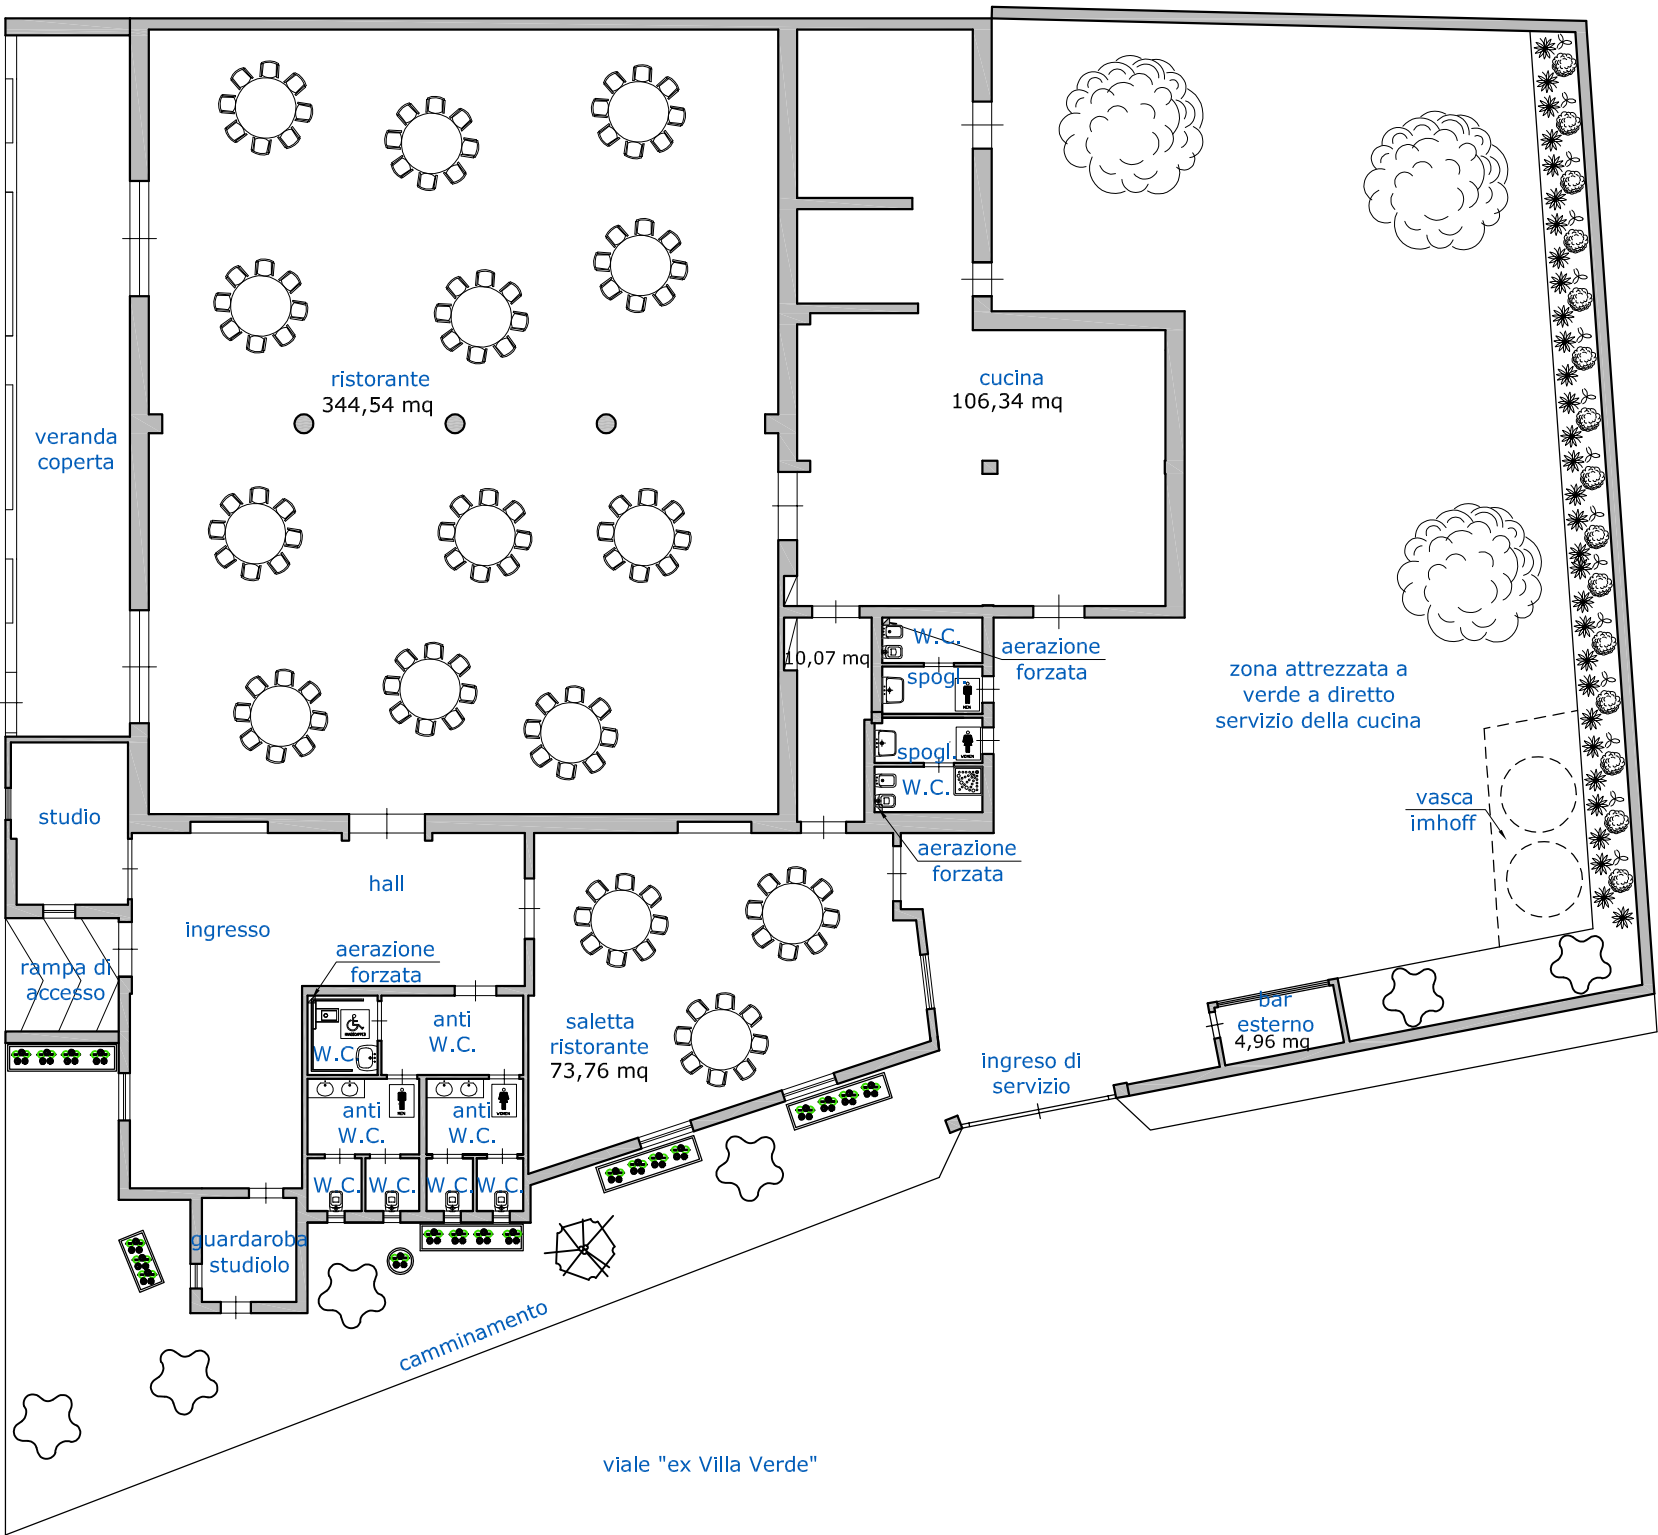 ristorante
344,54 mq
cucina
106,34 mq
veranda
coperta
W.C.
aerazione
forzata
10,07 mq
spogl.
zona attrezzata a
verde a diretto
servizio della cucina
spogl.
W.C.
vasca
imhoff
studio
aerazione
forzata
hall
ingresso
aerazione
forzata
rampa di
accesso
W.C.
anti
W.C.
saletta
ristorante
73,76 mq
bar
esterno
4,96 mq
ingreso di
servizio
anti
W.C.
MEN
anti
W.C.
WOMEN
W.C.
W.C.
W.C.
W.C.
guardaroba
studiolo
camminamento
viale "ex Villa Verde"